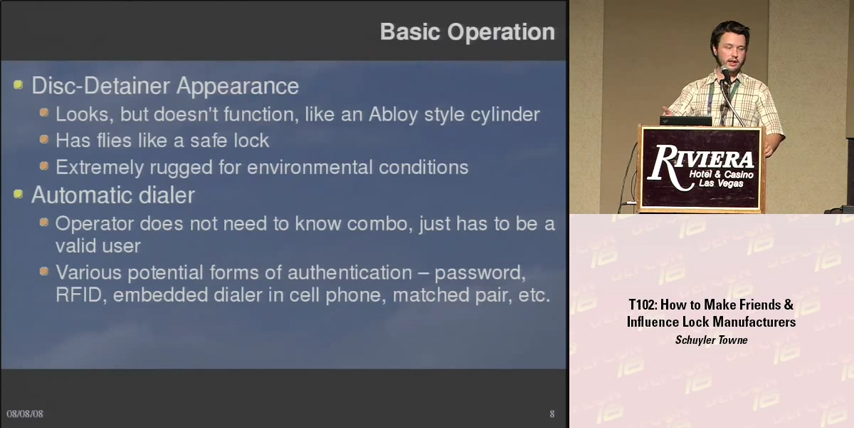 Basic Operation
Disc-Detainer Appearance
Looks, but doesn't function, like an Abloy style cylinder
Has flies like a safe lock
Extremely rugged for environmental conditions
Automatic dialer
Operator does not need to know combo, just has to be a
valid user
Various potential forms of authentication – password,
RFID, embedded dialer in cell phone, matched pair, etc.
08/08/08
8
RIVIERA
Hotel & Casino
Las Vegas
T102: How to Make Friends &
Influence Lock Manufacturers
Schuyler Towne